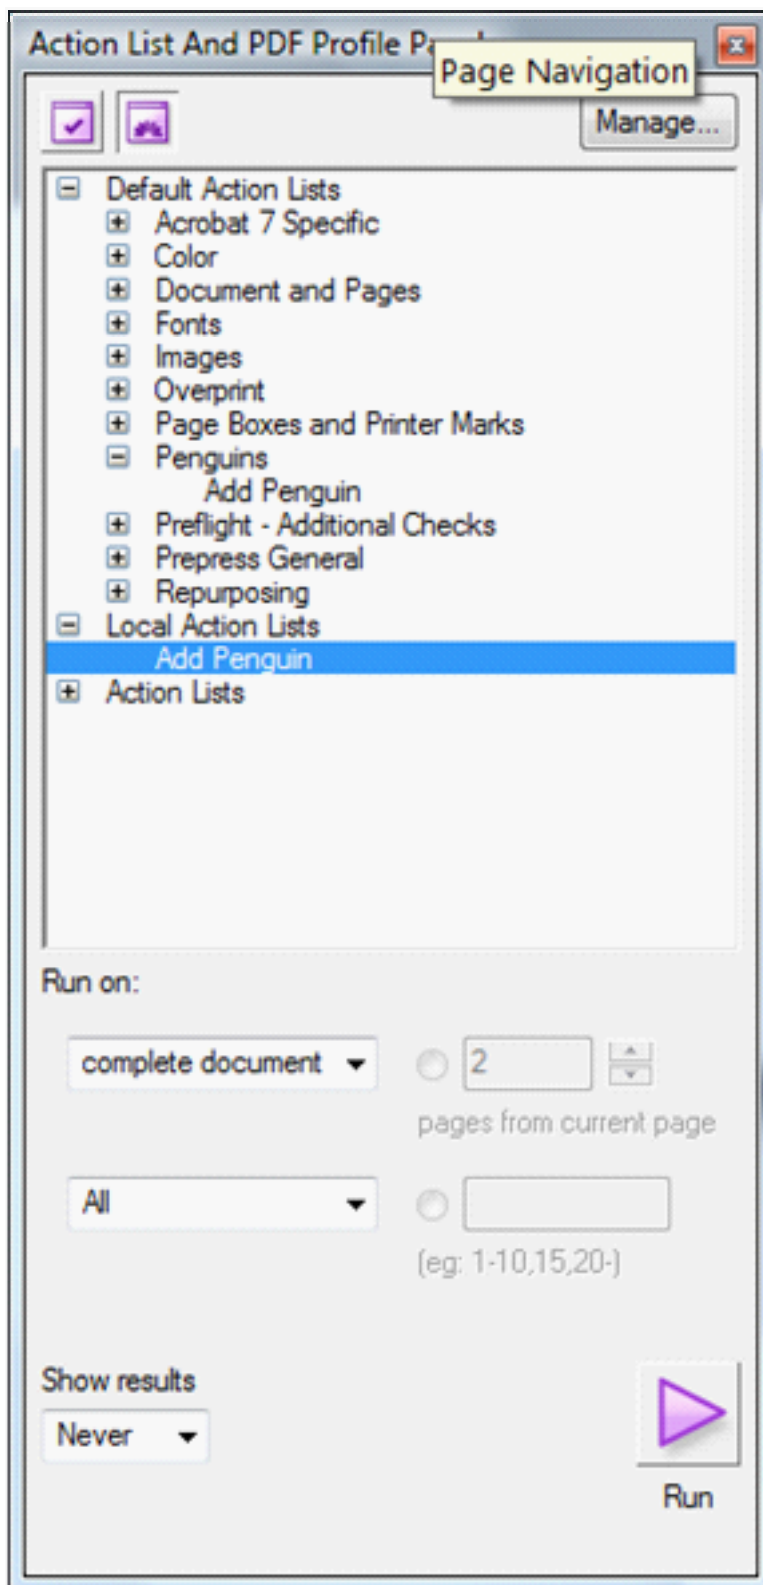 Action List And PDF Profile
Page Navigation
Manage...
Default Action Lists
Acrobat 7 Specific
Color
Document and Pages
Fonts
Images
Overprint
Page Boxes and Printer Marks
Penguins
Add Penguin
Preflight - Additional Checks
Prepress General
Repurposing
Local Action Lists
Add Penguin
Action Lists
Run on:
complete document
2
pages from current page
All
(eg: 1-10,15,20-)
Show results
Never
Run